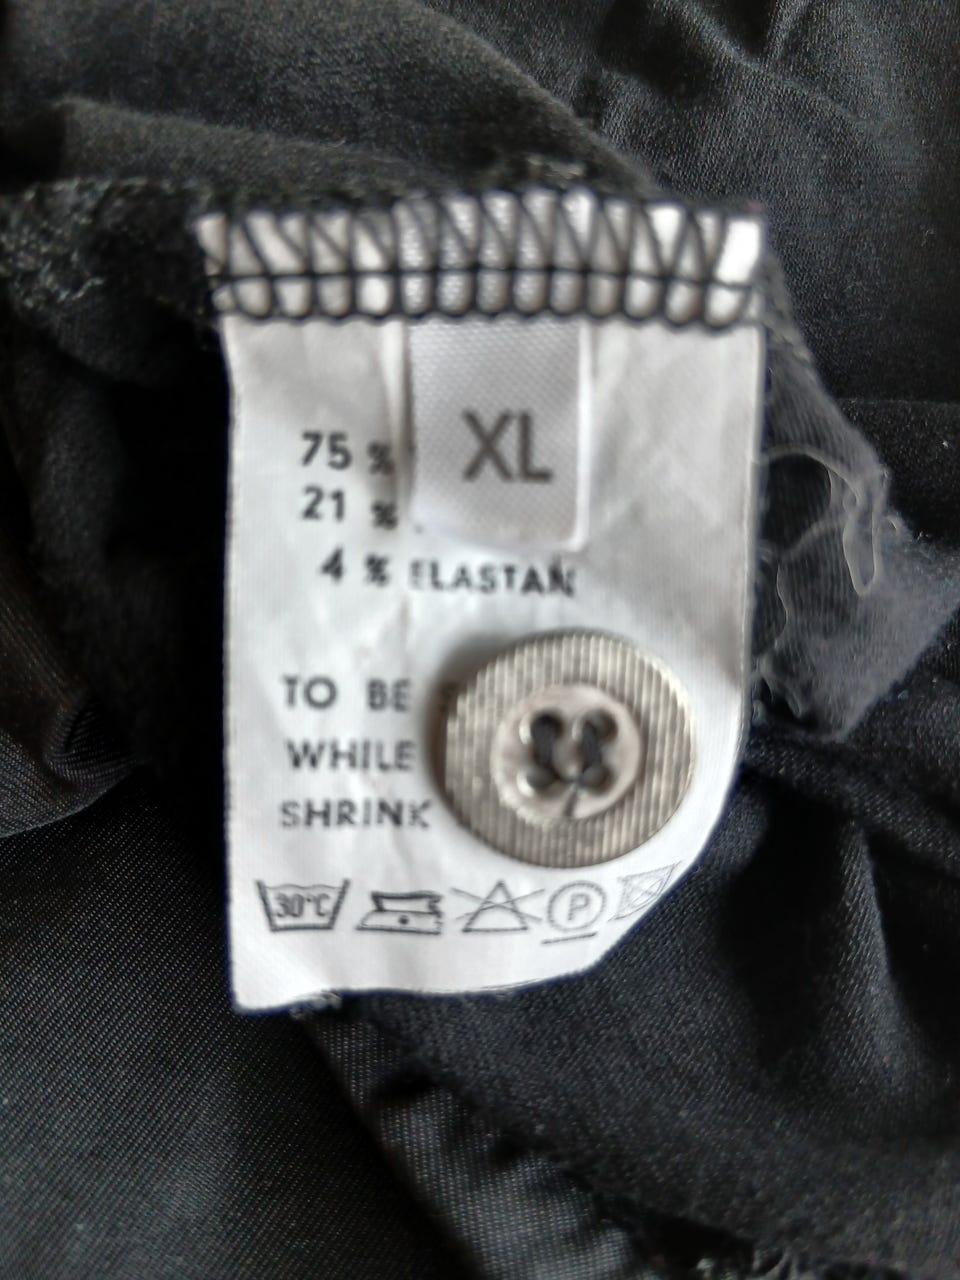 XL
75 %
21 %
4 % ELASTAN
TO BE
WHILE
SHRINK
30°C
P